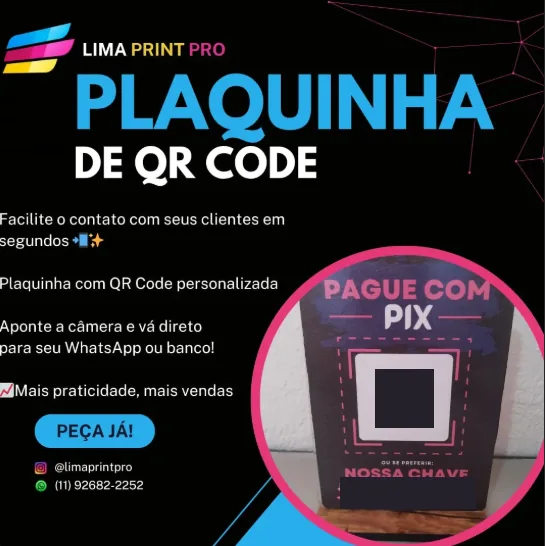 LIMA PRINT PRO
PLAQUINHA
DE QR CODE
Facilite o contato com seus clientes em
segundos 📲✨
Plaquinha com QR Code personalizada
Aponte a câmera e vá direto
para seu WhatsApp ou banco!
📈Mais praticidade, mais vendas
PEÇA JÁ!
@limaprintpro
(11) 92682-2252
PAGUE COM
PIX
OU SE PREFERIR:
NOSSA CHAVE